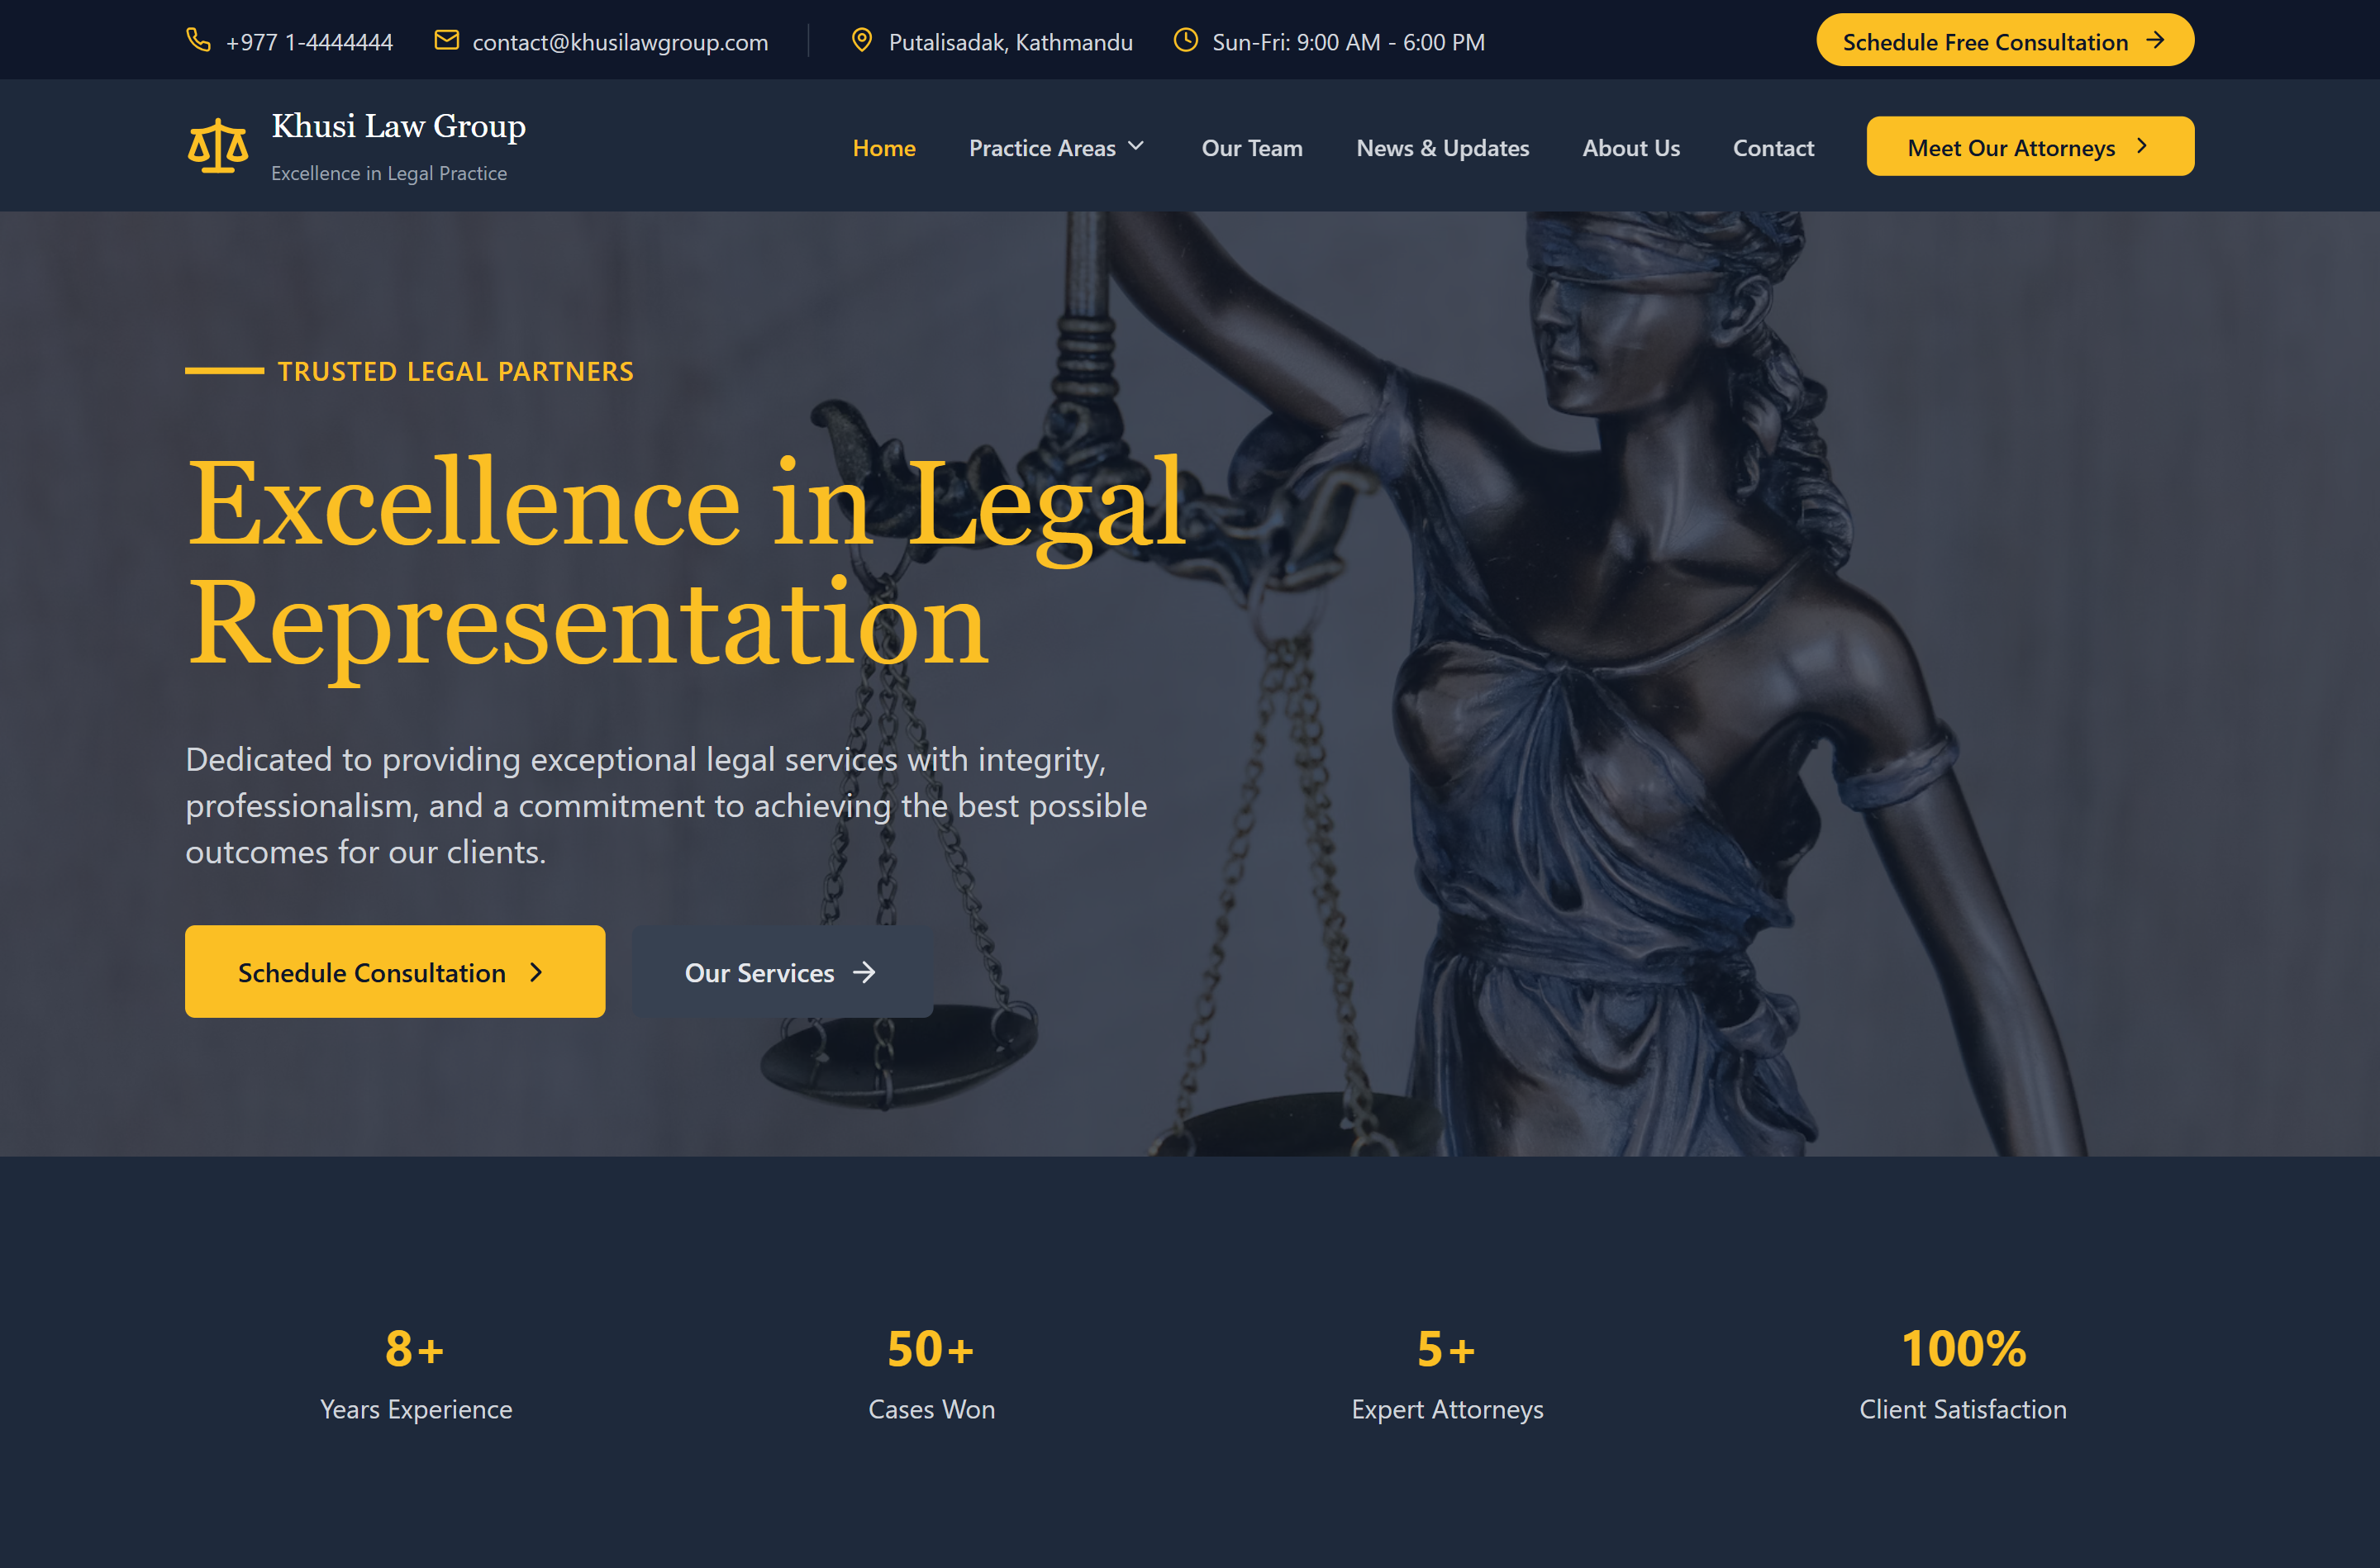 +977 1-4444444
contact@khusilawgroup.com
Putalisadak, Kathmandu
Sun-Fri: 9:00 AM - 6:00 PM
Schedule Free Consultation
Khusi Law Group
Excellence in Legal Practice
Home
Practice Areas
Our Team
News & Updates
About Us
Contact
Meet Our Attorneys
TRUSTED LEGAL PARTNERS
Excellence in Legal
Representation
Dedicated to providing exceptional legal services with integrity,
professionalism, and a commitment to achieving the best possible
outcomes for our clients.
Schedule Consultation
Our Services
8+
Years Experience
50+
Cases Won
5+
Expert Attorneys
100%
Client Satisfaction